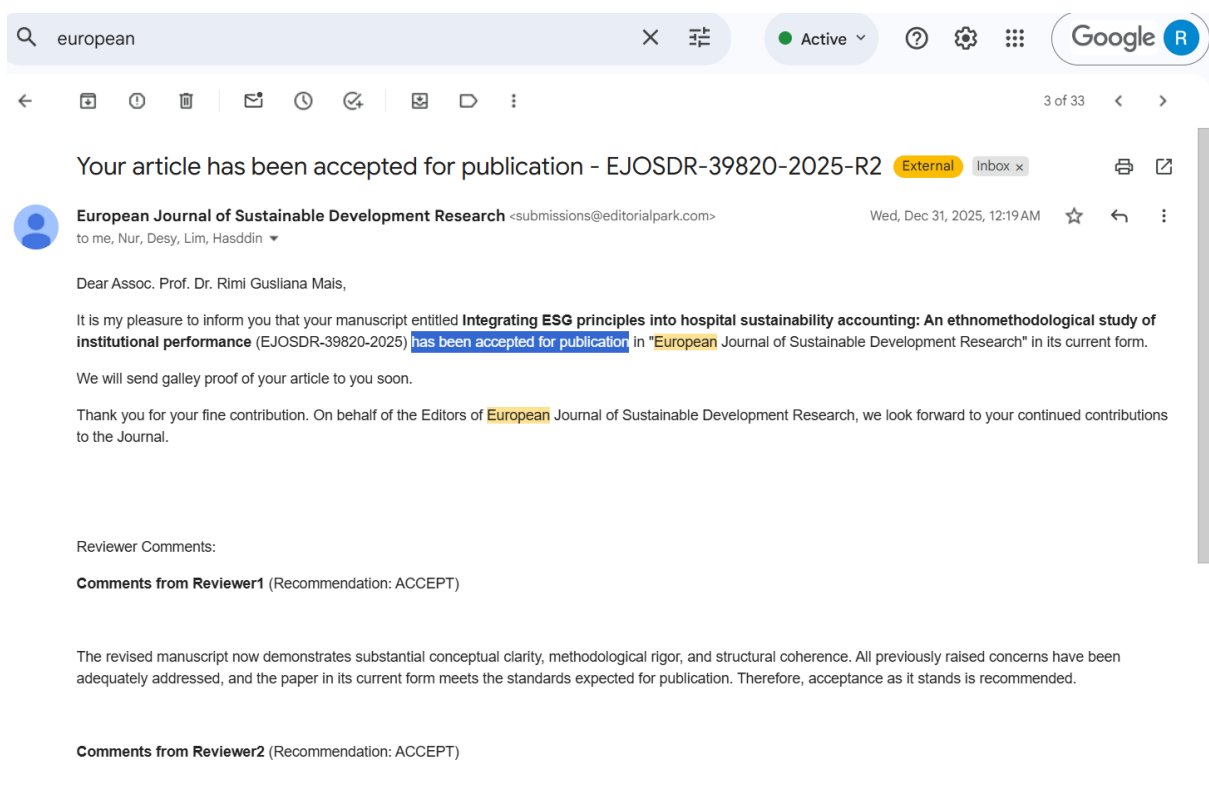 european
Active
Google R
3 of 33
Your article has been accepted for publication - EJOSDR-39820-2025-R2 External Inbox x
European Journal of Sustainable Development Research <submissions@editorialpark.com> Wed, Dec 31, 2025, 12:19 AM
to me, Nur, Desy, Lim, Hasddin
Dear Assoc. Prof. Dr. Rimi Gusliana Mais,
It is my pleasure to inform you that your manuscript entitled Integrating ESG principles into hospital sustainability accounting: An ethnomethodological study of
institutional performance (EJOSDR-39820-2025) has been accepted for publication in "European Journal of Sustainable Development Research" in its current form.
We will send galley proof of your article to you soon.
Thank you for your fine contribution. On behalf of the Editors of European Journal of Sustainable Development Research, we look forward to your continued contributions
to the Journal.
Reviewer Comments:
Comments from Reviewer1 (Recommendation: ACCEPT)
The revised manuscript now demonstrates substantial conceptual clarity, methodological rigor, and structural coherence. All previously raised concerns have been
adequately addressed, and the paper in its current form meets the standards expected for publication. Therefore, acceptance as it stands is recommended.
Comments from Reviewer2 (Recommendation: ACCEPT)